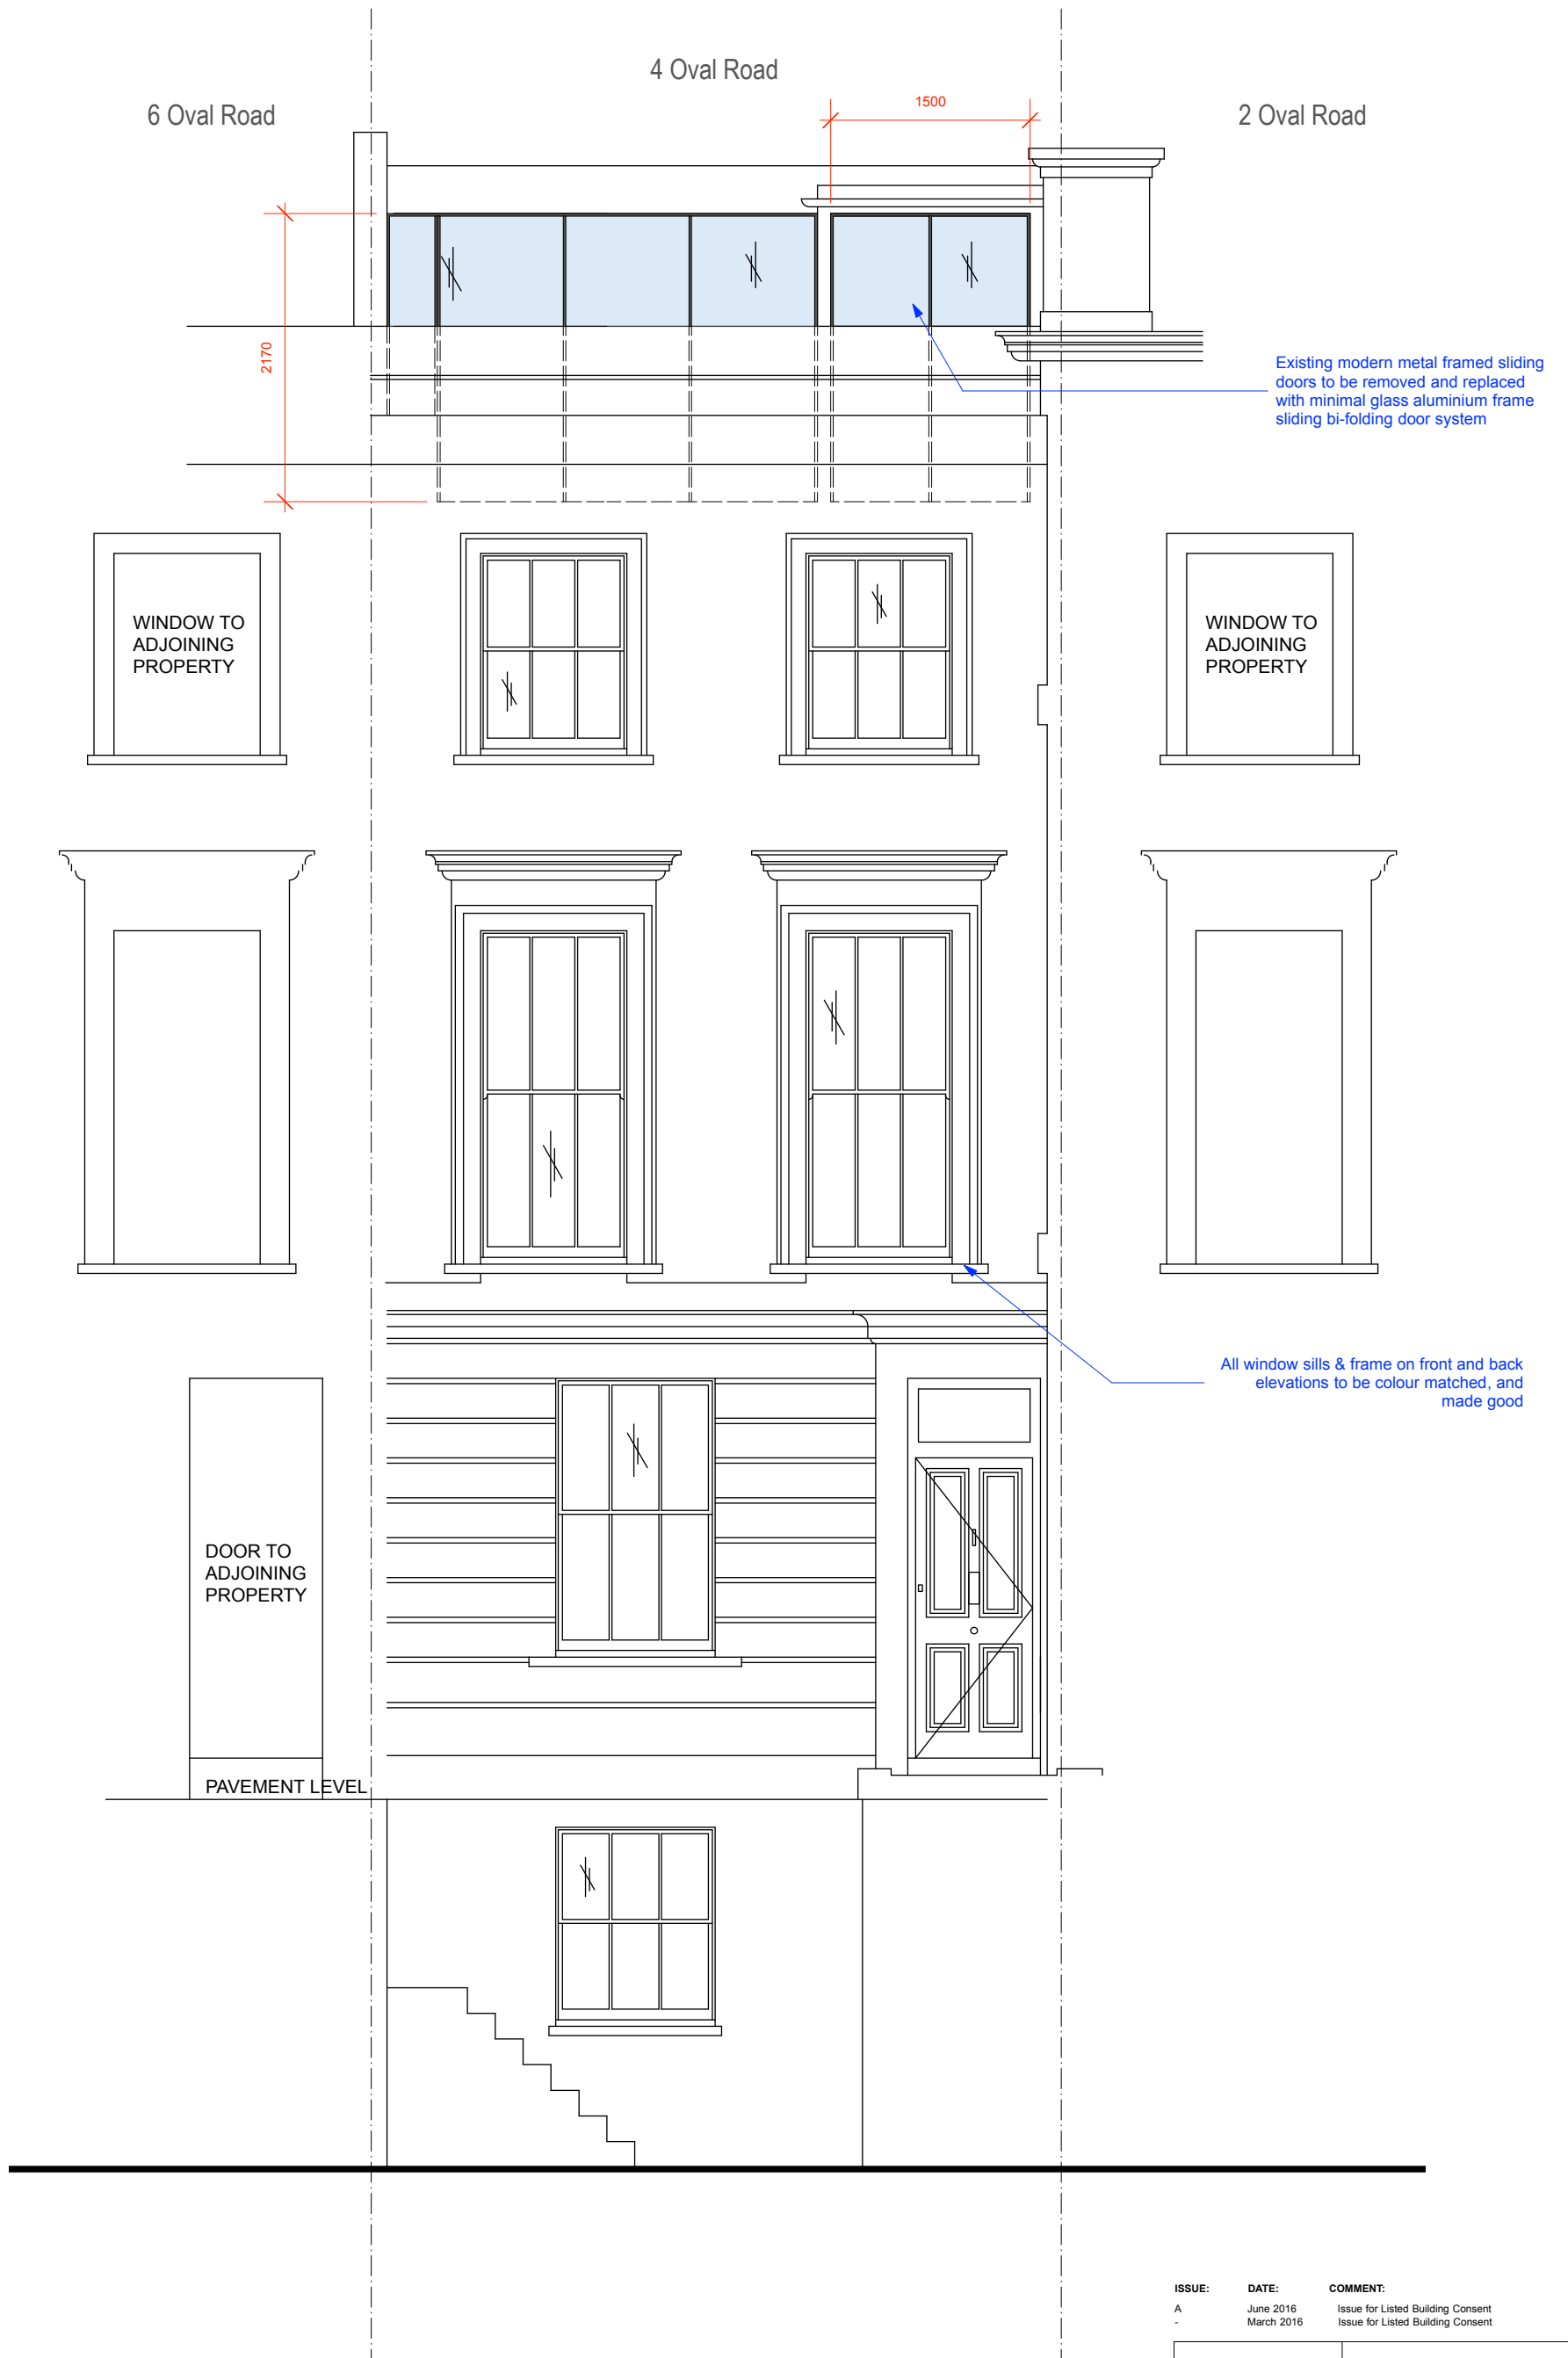 4 Oval Road
6 Oval Road
2 Oval Road
1500
2170
Existing modern metal framed sliding
doors to be removed and replaced
with minimal glass aluminium frame
sliding bi-folding door system
WINDOW TO
ADJOINING
PROPERTY
WINDOW TO
ADJOINING
PROPERTY
All window sills & frame on front and back
elevations to be colour matched, and
made good
DOOR TO
ADJOINING
PROPERTY
PAVEMENT LEVEL
ISSUE: DATE: COMMENT:
A June 2016 Issue for Listed Building Consent
- March 2016 Issue for Listed Building Consent